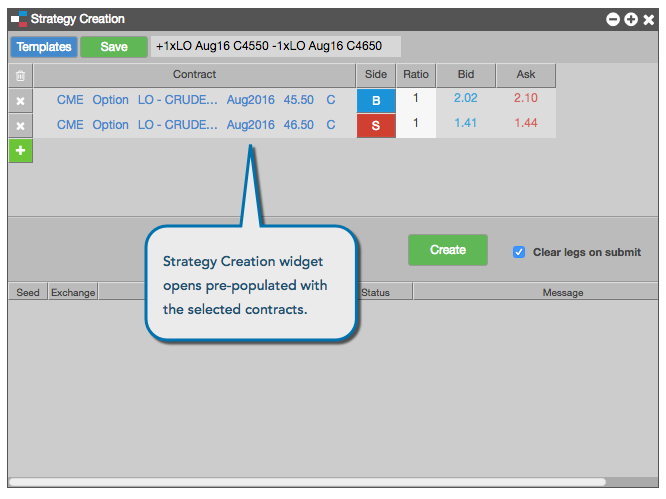 Strategy Creation
Templates Save +1xLO Aug16 C4550 -1xLO Aug16 C4650
Contract Side Ratio Bid Ask
CME Option LO - CRUDE... Aug2016 45.50 C B 1 2.02 2.10
CME Option LO - CRUDE... Aug2016 46.50 C S 1 1.41 1.44
Strategy Creation widget
opens pre-populated with
the selected contracts.
Create Clear legs on submit
Seed Exchange Status Message